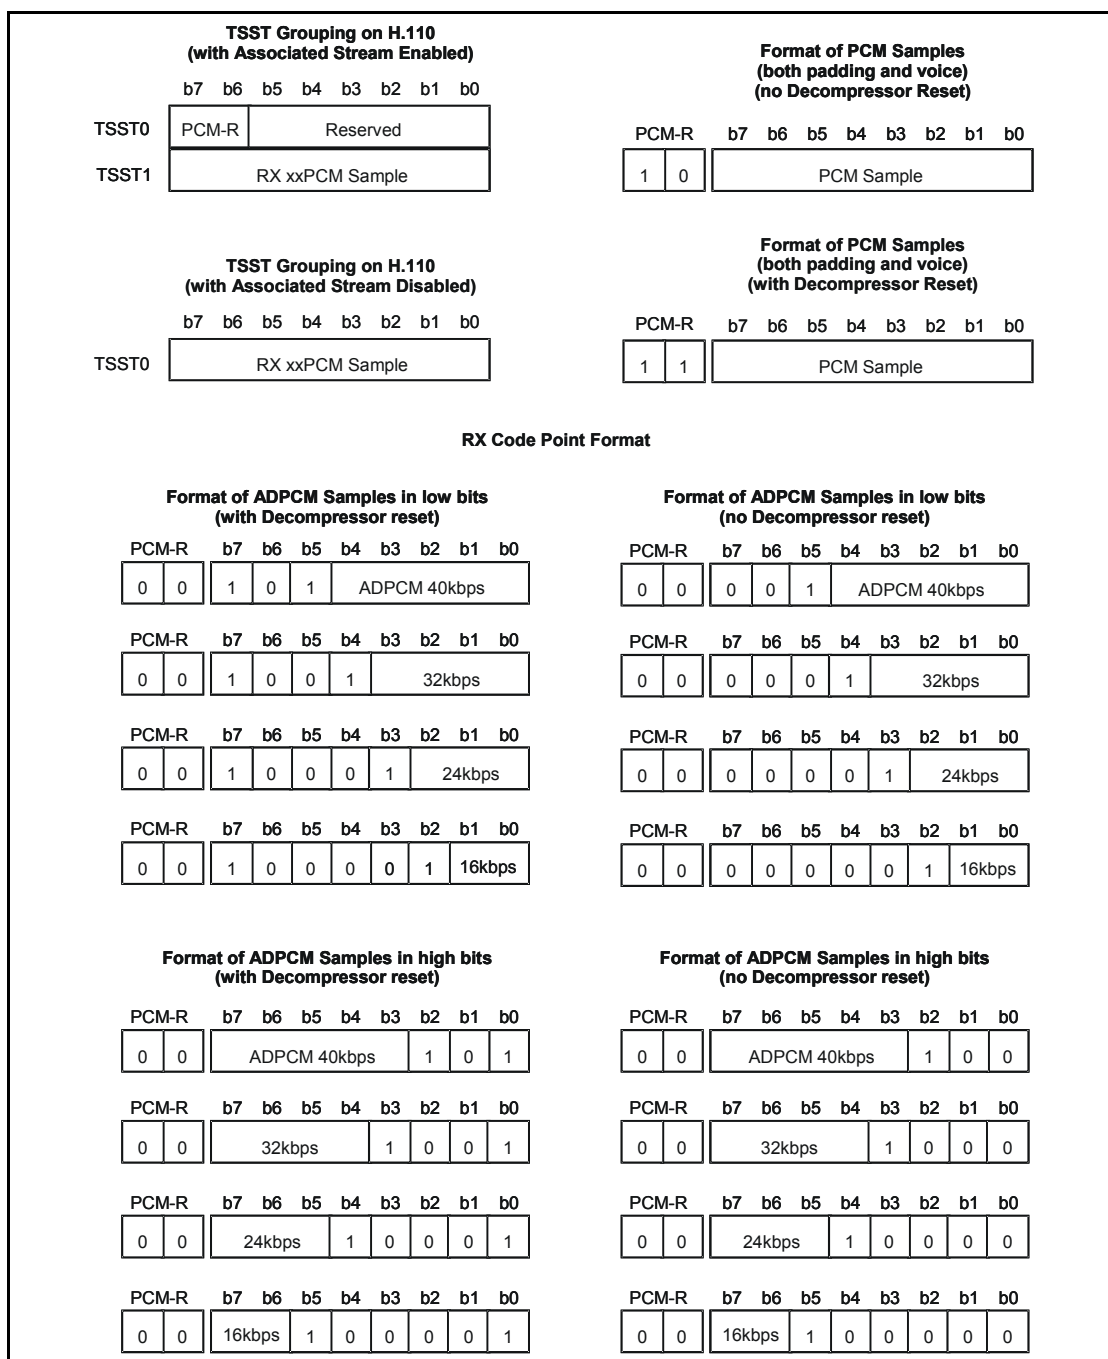 TSST Grouping on H.110
(with Associated Stream Enabled)
b7 b6 b5 b4 b3 b2 b1 b0
TSST0 PCM-R Reserved
TSST1 RX xxPCM Sample
Format of PCM Samples
(both padding and voice)
(no Decompressor Reset)
PCM-R b7 b6 b5 b4 b3 b2 b1 b0
1 0 PCM Sample
TSST Grouping on H.110
(with Associated Stream Disabled)
b7 b6 b5 b4 b3 b2 b1 b0
TSST0 RX xxPCM Sample
Format of PCM Samples
(both padding and voice)
(with Decompressor Reset)
PCM-R b7 b6 b5 b4 b3 b2 b1 b0
1 1 PCM Sample
RX Code Point Format
Format of ADPCM Samples in low bits
(with Decompressor reset)
PCM-R b7 b6 b5 b4 b3 b2 b1 b0
0 0 1 0 1 ADPCM 40kbps
PCM-R b7 b6 b5 b4 b3 b2 b1 b0
0 0 1 0 0 1 32kbps
PCM-R b7 b6 b5 b4 b3 b2 b1 b0
0 0 1 0 0 0 1 24kbps
PCM-R b7 b6 b5 b4 b3 b2 b1 b0
0 0 1 0 0 0 0 1 16kbps
Format of ADPCM Samples in low bits
(no Decompressor reset)
PCM-R b7 b6 b5 b4 b3 b2 b1 b0
0 0 0 0 1 ADPCM 40kbps
PCM-R b7 b6 b5 b4 b3 b2 b1 b0
0 0 0 0 0 1 32kbps
PCM-R b7 b6 b5 b4 b3 b2 b1 b0
0 0 0 0 0 0 1 24kbps
PCM-R b7 b6 b5 b4 b3 b2 b1 b0
0 0 0 0 0 0 0 1 16kbps
Format of ADPCM Samples in high bits
(with Decompressor reset)
PCM-R b7 b6 b5 b4 b3 b2 b1 b0
0 0 ADPCM 40kbps 1 0 1
PCM-R b7 b6 b5 b4 b3 b2 b1 b0
0 0 32kbps 1 0 0 1
PCM-R b7 b6 b5 b4 b3 b2 b1 b0
0 0 24kbps 1 0 0 0 1
PCM-R b7 b6 b5 b4 b3 b2 b1 b0
0 0 16kbps 1 0 0 0 0 1
Format of ADPCM Samples in high bits
(no Decompressor reset)
PCM-R b7 b6 b5 b4 b3 b2 b1 b0
0 0 ADPCM 40kbps 1 0 0
PCM-R b7 b6 b5 b4 b3 b2 b1 b0
0 0 32kbps 1 0 0 0
PCM-R b7 b6 b5 b4 b3 b2 b1 b0
0 0 24kbps 1 0 0 0 0
PCM-R b7 b6 b5 b4 b3 b2 b1 b0
0 0 16kbps 1 0 0 0 0 0